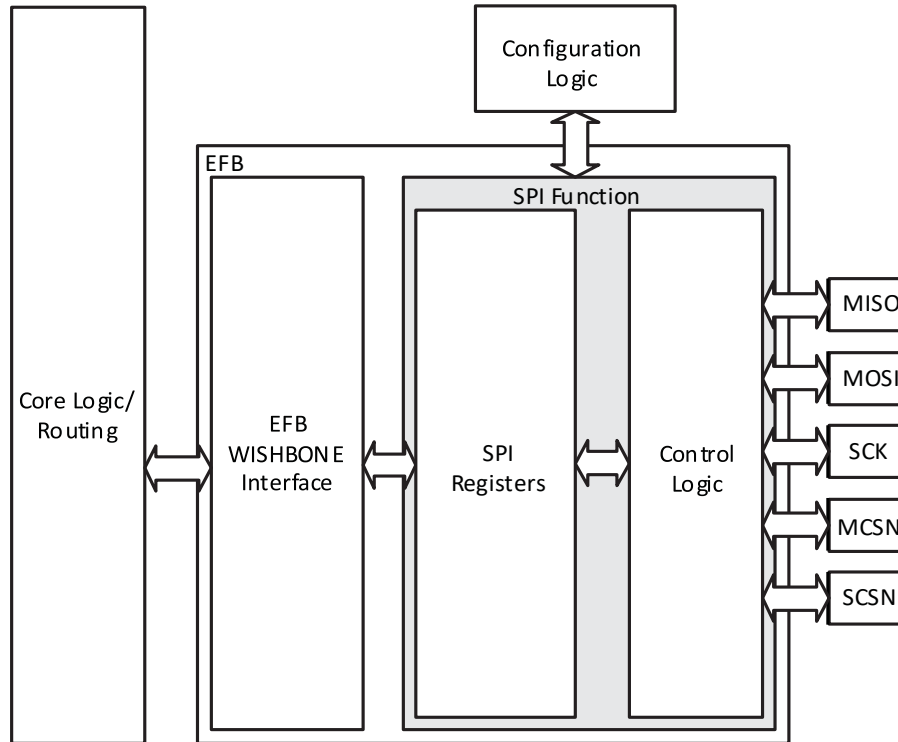 Configuration
Logic
EFB
SPI Function
MISO
MOSI
Core Logic/
Routing
EFB
WISHBONE
Interface
SPI
Registers
Control
Logic
SCK
MCSN
SCSN